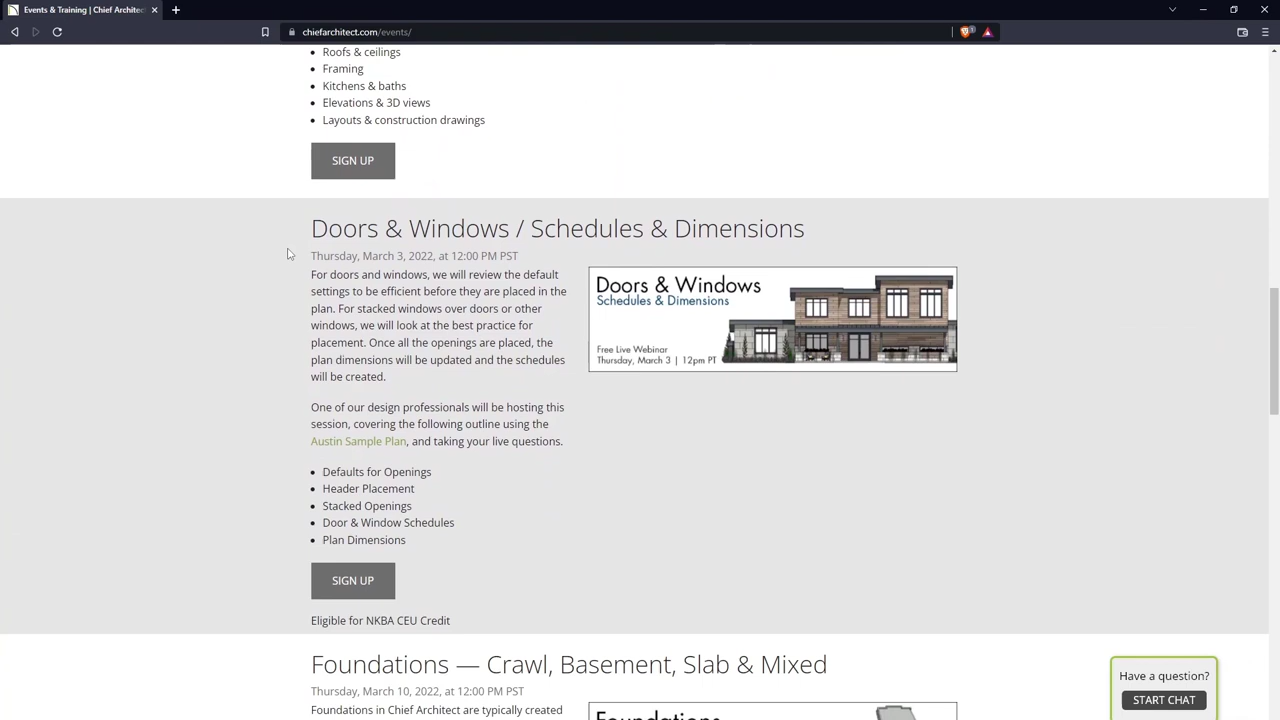 Events & Training | Chief Archite
chiefarchitect.com/events/
Roofs & ceilings
Framing
Kitchens & baths
Elevations & 3D views
Layouts & construction drawings
SIGN UP
Doors & Windows / Schedules & Dimensions
Thursday, March 3, 2022, at 12:00 PM PST
For doors and windows, we will review the default
settings to be efficient before they are placed in the
plan. For stacked windows over doors or other
windows, we will look at the best practice for
placement. Once all the openings are placed, the
plan dimensions will be updated and the schedules
will be created.
Doors & Windows
Schedules & Dimensions
Free Live Webinar
Thursday, March 3 | 12pm PT
One of our design professionals will be hosting this
session, covering the following outline using the
Austin Sample Plan, and taking your live questions.
Defaults for Openings
Header Placement
Stacked Openings
Door & Window Schedules
Plan Dimensions
SIGN UP
Eligible for NKBA CEU Credit
Foundations — Crawl, Basement, Slab & Mixed
Thursday, March 10, 2022, at 12:00 PM PST
Foundations in Chief Architect are typically created
Foundations
Have a question?
START CHAT